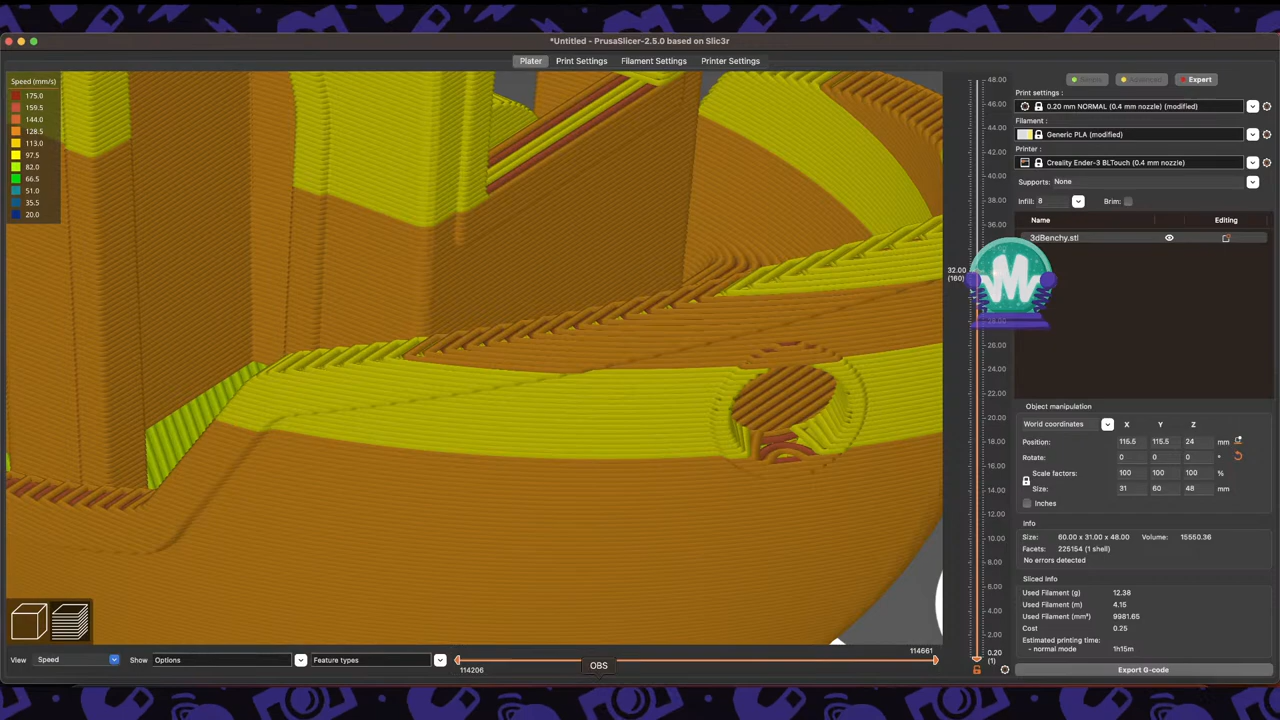 *Untitled - PrusaSlicer-2.5.0 based on Slic3r
Plater Print Settings Filament Settings Printer Settings
Speed (mm/s)
175.0
159.5
144.0
128.5
113.0
97.5
82.0
66.5
51.0
35.5
20.0
48.00
46.00
44.00
42.00
40.00
38.00
36.00
32.00
(160)
28.00
26.00
24.00
22.00
20.00
18.00
16.00
14.00
12.00
10.00
8.00
6.00
4.00
2.00
0.20
(1)
Expert
Print settings :
0.20 mm NORMAL (0.4 mm nozzle) (modified)
Filament :
Generic PLA (modified)
Printer :
Creality Ender-3 BLTouch (0.4 mm nozzle)
Supports: None
Infill: 8 Brim:
Name Editing
3dBenchy.stl
M
Object manipulation
World coordinates X Y Z
Position: 115.5 115.5 24 mm
Rotate: 0 0 0 °
Scale factors: 100 100 100 %
Size: 31 60 48 mm
Inches
Info
Size: 60.00 x 31.00 x 48.00 Volume: 15550.36
Facets: 225154 (1 shell)
No errors detected
Sliced Info
Used Filament (g) 12.38
Used Filament (m) 4.15
Used Filament (mm³) 9981.65
Cost 0.25
Estimated printing time:
- normal mode 1h15m
Export G-code
View Speed Show Options Feature types
114661
114206
OBS